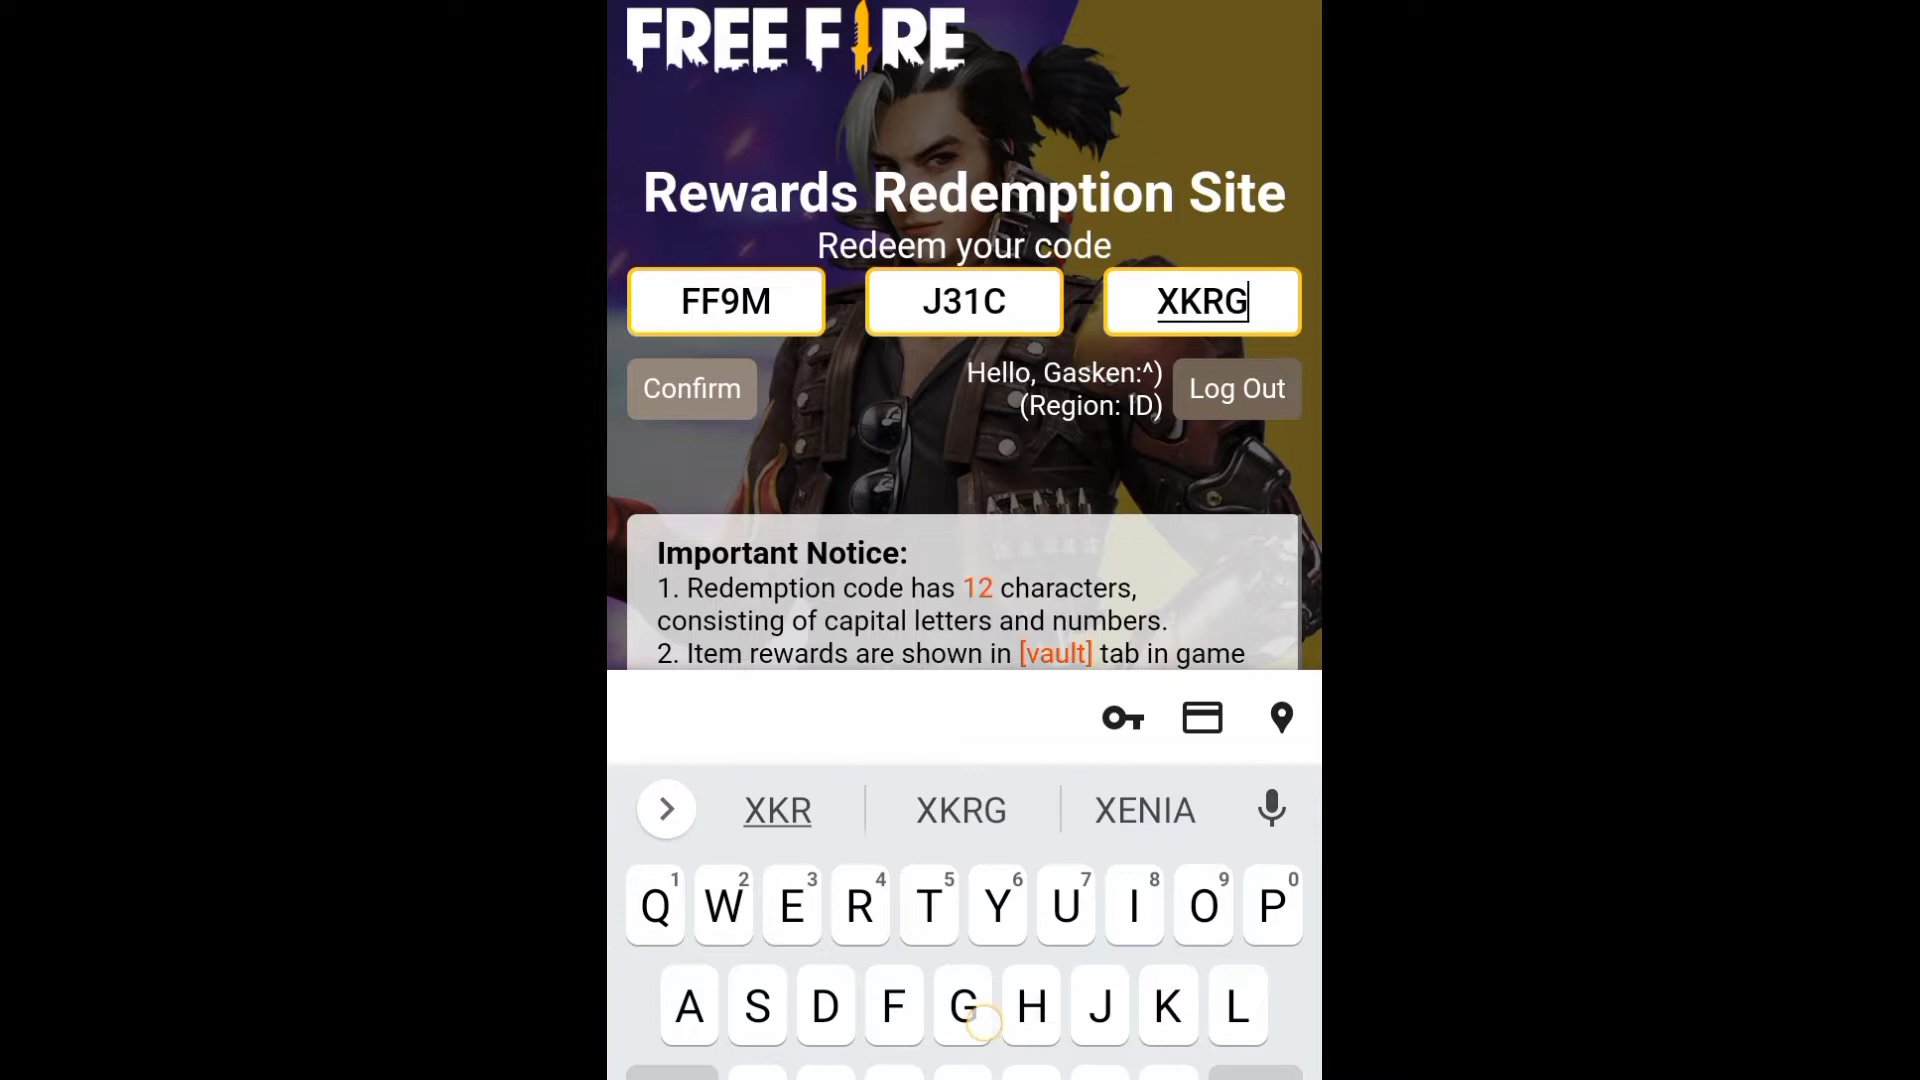 FREE FIRE
Rewards Redemption Site
Redeem your code
FF9M - J31C - XKRG
Confirm
Hello, Gasken:^)
(Region: ID)
Log Out
Important Notice:
1. Redemption code has 12 characters,
consisting of capital letters and numbers.
2. Item rewards are shown in [vault] tab in game
XKR XKRG XENIA
1 2 3 4 5 6 7 8 9 0
Q W E R T Y U I O P
A S D F G H J K L